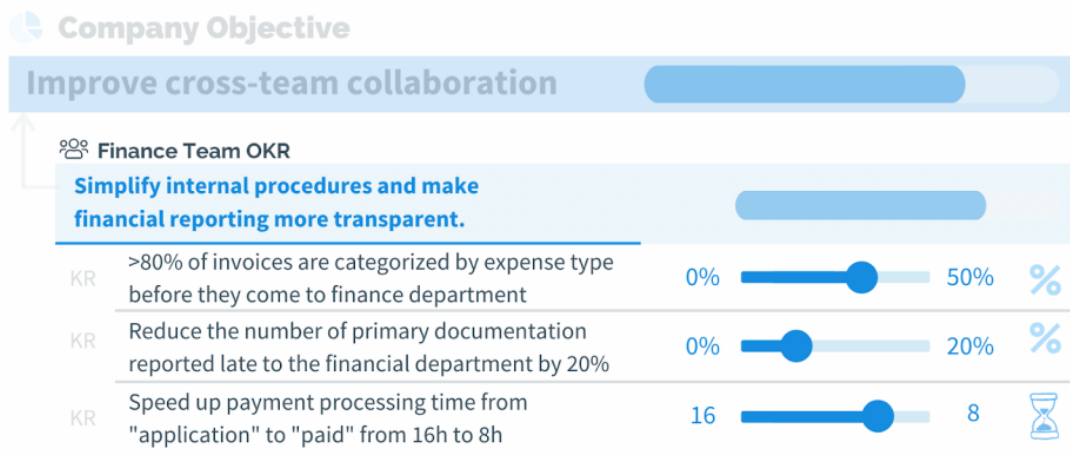 Company Objective
Improve cross-team collaboration
Finance Team OKR
Simplify internal procedures and make
financial reporting more transparent.
KR
>80% of invoices are categorized by expense type
before they come to finance department
0%
50%
%
KR
Reduce the number of primary documentation
reported late to the financial department by 20%
0%
20%
%
KR
Speed up payment processing time from
"application" to "paid" from 16h to 8h
16
8